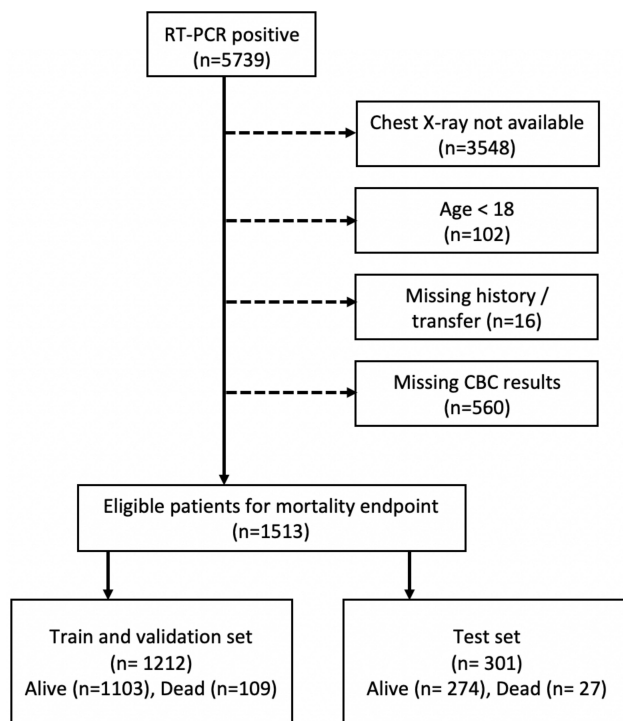 RT-PCR positive
(n=5739)
Chest X-ray not available
(n=3548)
Age < 18
(n=102)
Missing history /
transfer (n=16)
Missing CBC results
(n=560)
Eligible patients for mortality endpoint
(n=1513)
Train and validation set
(n= 1212)
Alive (n=1103), Dead (n=109)
Test set
(n= 301)
Alive (n= 274), Dead (n= 27)